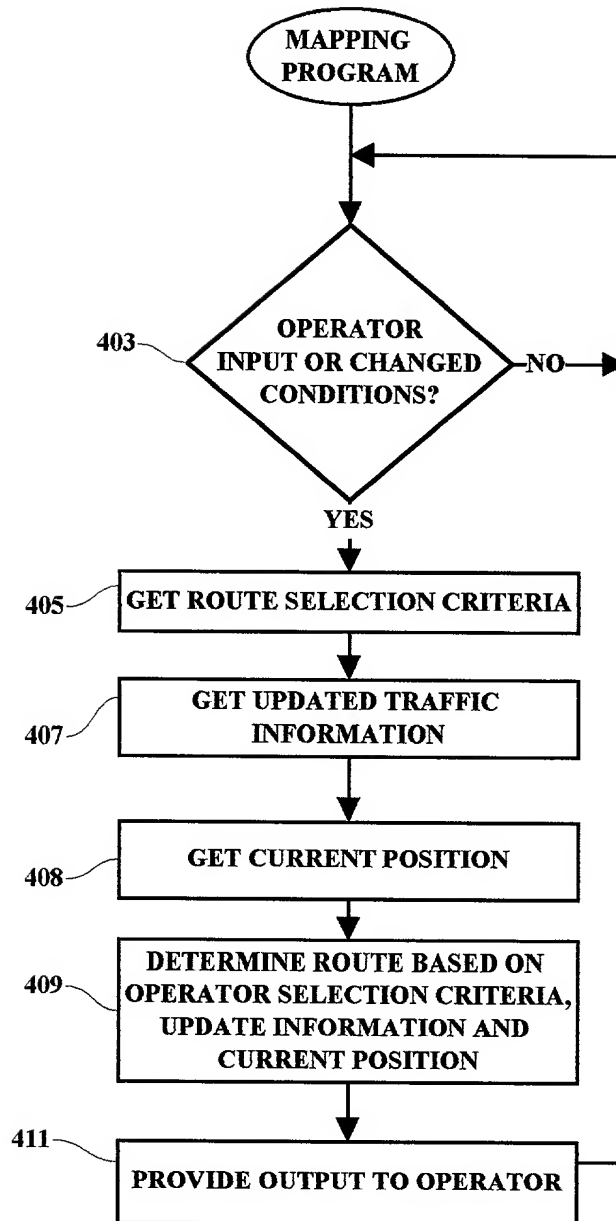 MAPPING
PROGRAM
403
OPERATOR
INPUT OR CHANGED
CONDITIONS?
NO
YES
405
GET ROUTE SELECTION CRITERIA
407
GET UPDATED TRAFFIC
INFORMATION
408
GET CURRENT POSITION
409
DETERMINE ROUTE BASED ON
OPERATOR SELECTION CRITERIA,
UPDATE INFORMATION AND
CURRENT POSITION
411
PROVIDE OUTPUT TO OPERATOR